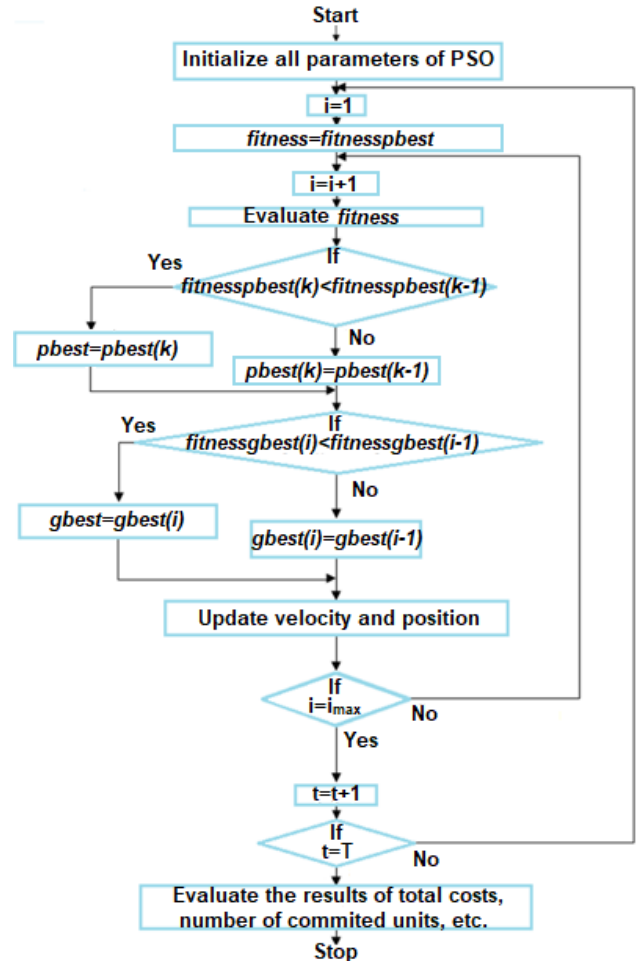 Start
Initialize all parameters of PSO
i=1
fitness=fitnesspbest
i=i+1
Evaluate fitness
If
Yes
fitnesspbest(k)<fitnesspbest(k-1)
No
pbest=pbest(k)
pbest(k)=pbest(k-1)
If
Yes
fitnessgbest(i)<fitnessgbest(i-1)
No
gbest=gbest(i)
gbest(i)=gbest(i-1)
Update velocity and position
If
i=imax
No
Yes
t=t+1
If
t=T
No
Evaluate the results of total costs,
number of commited units, etc.
Stop